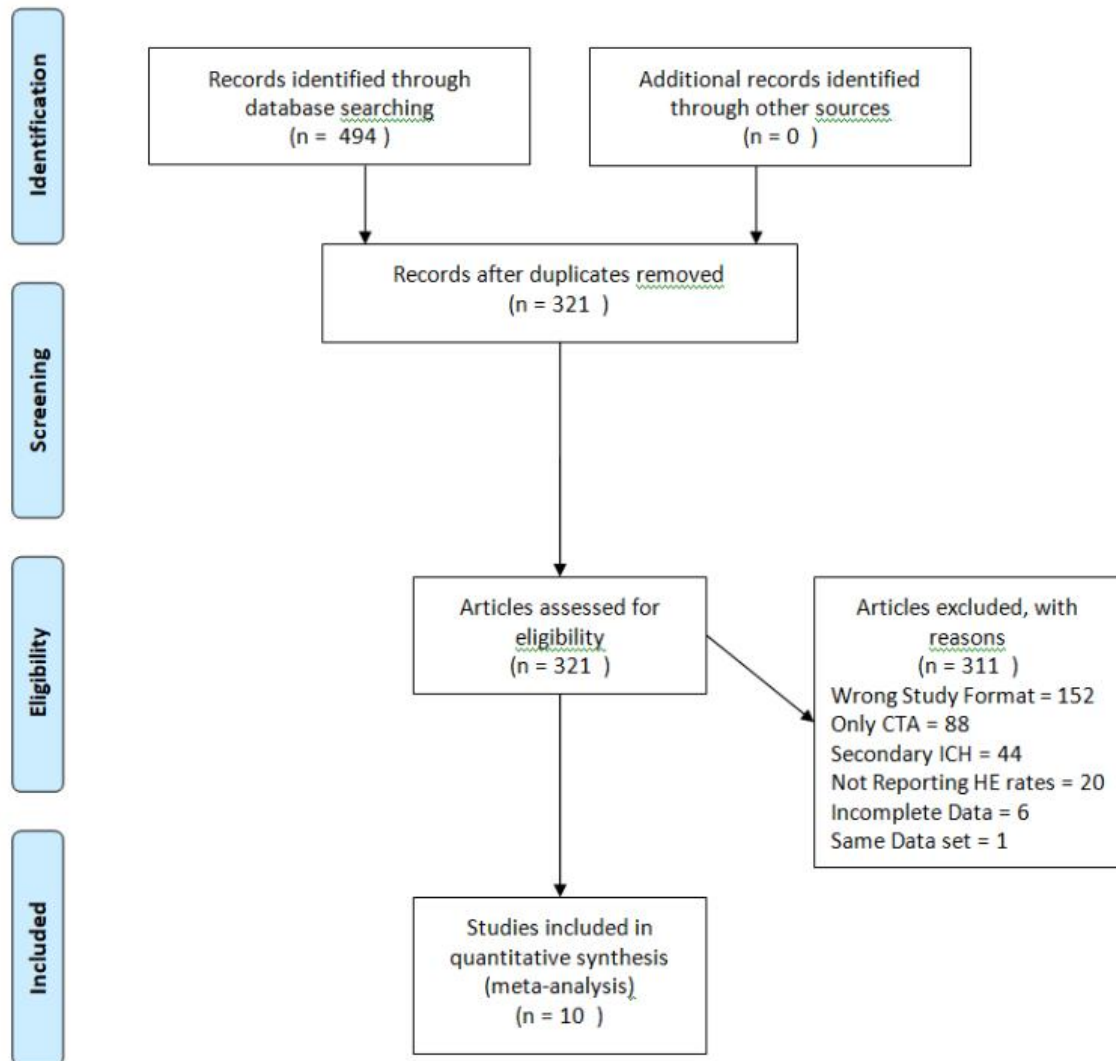 Identification
Records identified through
database searching
(n = 494 )
Additional records identified
through other sources
(n = 0 )
Records after duplicates removed
(n = 321 )
Screening
Eligibility
Articles assessed for
eligibility
(n = 321 )
Articles excluded, with
reasons
(n = 311 )
Wrong Study Format = 152
Only CTA = 88
Secondary ICH = 44
Not Reporting HE rates = 20
Incomplete Data = 6
Same Data set = 1
Included
Studies included in
quantitative synthesis
(meta-analysis)
(n = 10 )